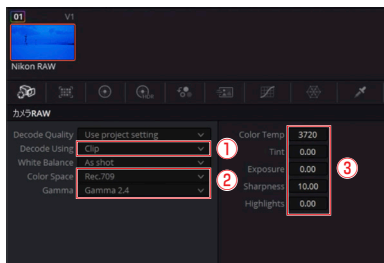 01 V1
Nikon RAW
HDR
カメラRAW
Decode Quality Use project setting
Decode Using Clip
White Balance As shot
Color Space Rec.709
Gamma Gamma 2.4
①
②
Color Temp 3720
Tint 0.00
Exposure 0.00
Sharpness 10.00
Highlights 0.00
③